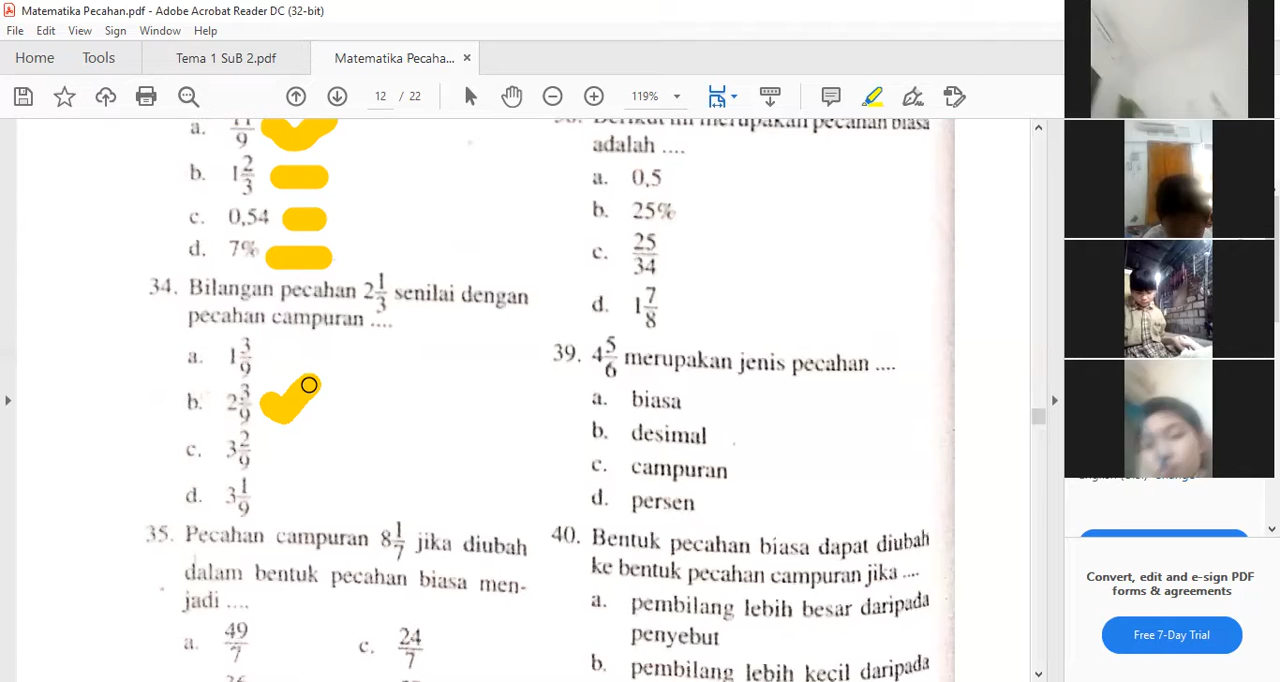 Matematika Pecahan.pdf - Adobe Acrobat Reader DC (32-bit)
File Edit View Sign Window Help
Home Tools Tema 1 SuB 2.pdf Matematika Pecaha... ×
12 / 22 119%
a. 11/9
b. 1 2/3
c. 0,54
d. 7%
34. Bilangan pecahan 2 1/3 senilai dengan
pecahan campuran ....
a. 1 3/9
b. 2 3/9
c. 3 2/9
d. 3 1/9
35. Pecahan campuran 8 1/7 jika diubah
dalam bentuk pecahan biasa men-
jadi ....
a. 49/7 c. 24/7
38. Berikut ini merupakan pecahan biasa
adalah ....
a. 0,5
b. 25%
c. 25/34
d. 1 7/8
39. 4 5/6 merupakan jenis pecahan ....
a. biasa
b. desimal
c. campuran
d. persen
40. Bentuk pecahan biasa dapat diubah
ke bentuk pecahan campuran jika ....
a. pembilang lebih besar daripada
penyebut
b. pembilang lebih kecil daripada
Convert, edit and e-sign PDF
forms & agreements
Free 7-Day Trial